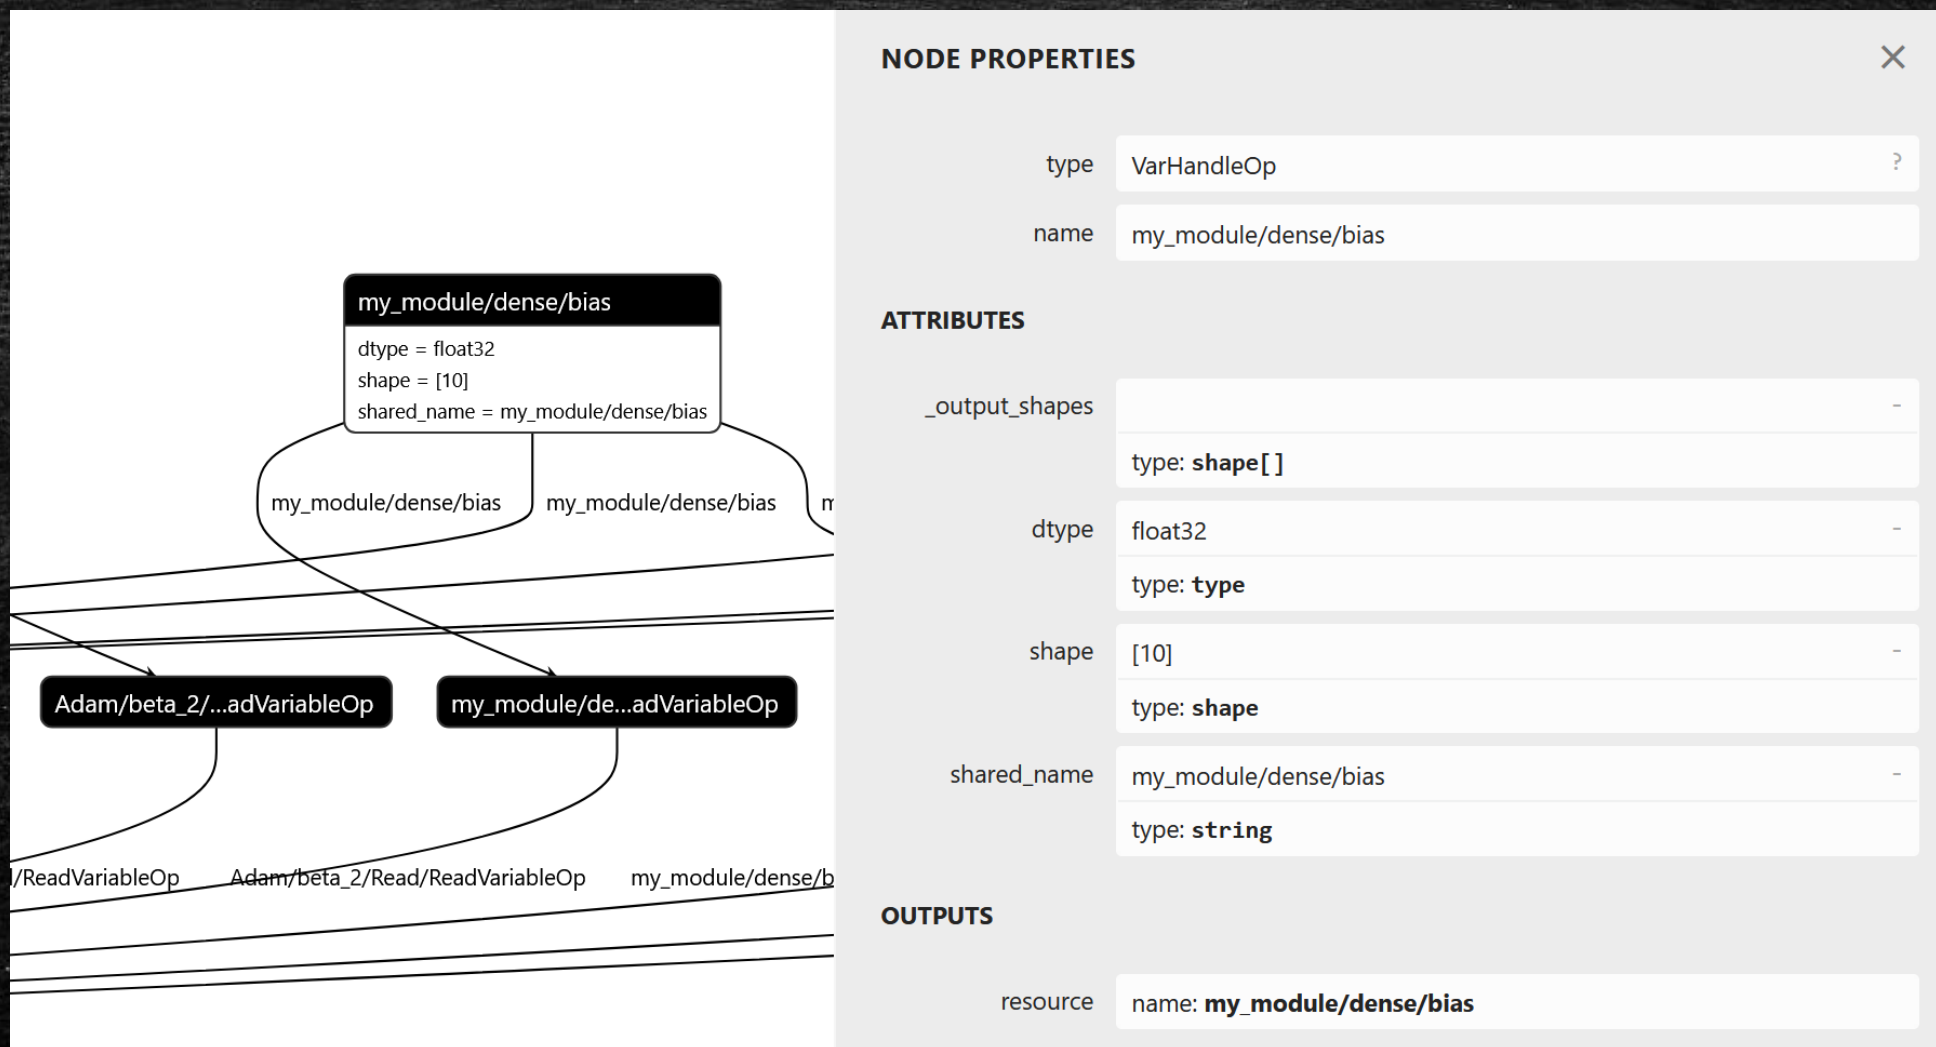 my_module/dense/bias
dtype = float32
shape = [10]
shared_name = my_module/dense/bias
my_module/dense/bias
my_module/dense/bias
Adam/beta_2/...adVariableOp
my_module/de...adVariableOp
/ReadVariableOp
Adam/beta_2/Read/ReadVariableOp
my_module/dense/b
NODE PROPERTIES
type
VarHandleOp
?
name
my_module/dense/bias
ATTRIBUTES
_output_shapes
-
type: shape[]
dtype
float32
-
type: type
shape
[10]
-
type: shape
shared_name
my_module/dense/bias
-
type: string
OUTPUTS
resource
name: my_module/dense/bias